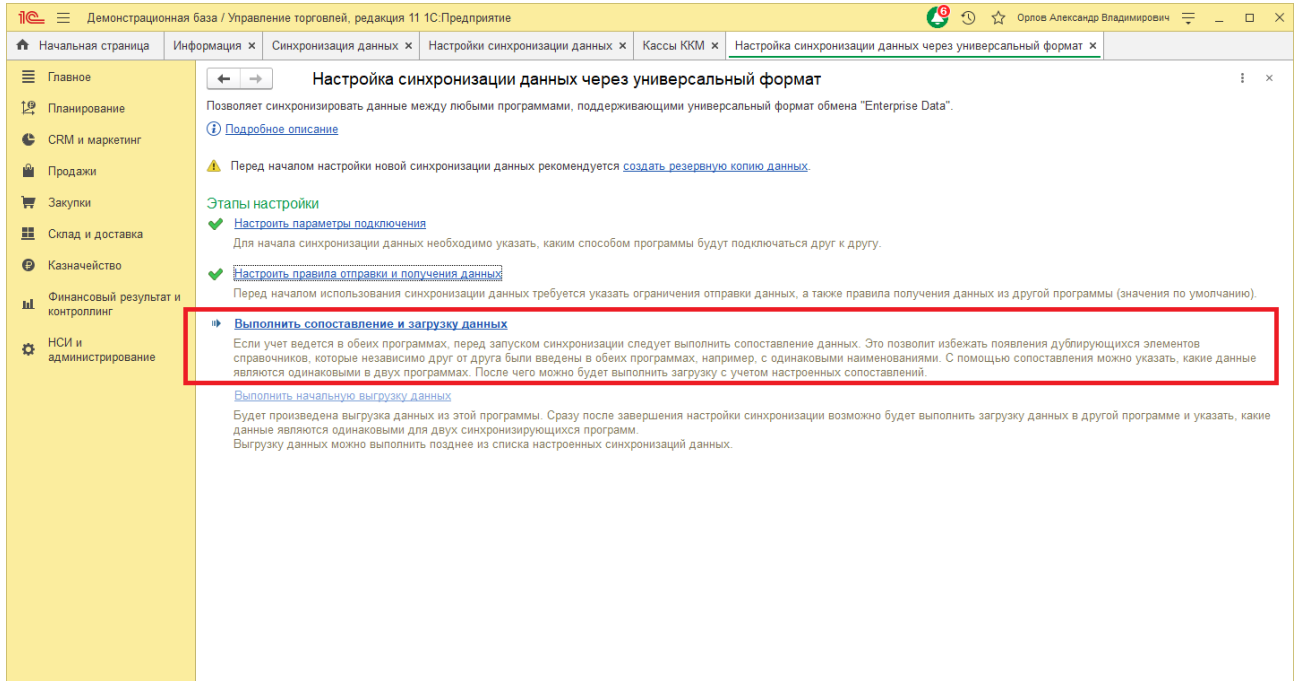 1С Демонстрационная база / Управление торговлей, редакция 11 1С:Предприятие 6 Орлов Александр Владимирович
Начальная страница Информация × Синхронизация данных × Настройки синхронизации данных × Кассы ККМ × Настройка синхронизации данных через универсальный формат ×
Главное
Планирование
CRM и маркетинг
Продажи
Закупки
Склад и доставка
Казначейство
Финансовый результат и
контроллинг
НСИ и
администрирование
Настройка синхронизации данных через универсальный формат
Позволяет синхронизировать данные между любыми программами, поддерживающими универсальный формат обмена "Enterprise Data".
Подробное описание
Перед началом настройки новой синхронизации данных рекомендуется создать резервную копию данных.
Этапы настройки
Настроить параметры подключения
Для начала синхронизации данных необходимо указать, каким способом программы будут подключаться друг к другу.
Настроить правила отправки и получения данных
Перед началом использования синхронизации данных требуется указать ограничения отправки данных, а также правила получения данных из другой программы (значения по умолчанию).
Выполнить сопоставление и загрузку данных
Если учет ведется в обеих программах, перед запуском синхронизации следует выполнить сопоставление данных. Это позволит избежать появления дублирующихся элементов
справочников, которые независимо друг от друга были введены в обеих программах, например, с одинаковыми наименованиями. С помощью сопоставления можно указать, какие данные
являются одинаковыми в двух программах. После чего можно будет выполнить загрузку с учетом настроенных сопоставлений.
Выполнить начальную выгрузку данных
Будет произведена выгрузка данных из этой программы. Сразу после завершения настройки синхронизации возможно будет выполнить загрузку данных в другой программе и указать, какие
данные являются одинаковыми для двух синхронизирующихся программ.
Выгрузку данных можно выполнить позднее из списка настроенных синхронизаций данных.